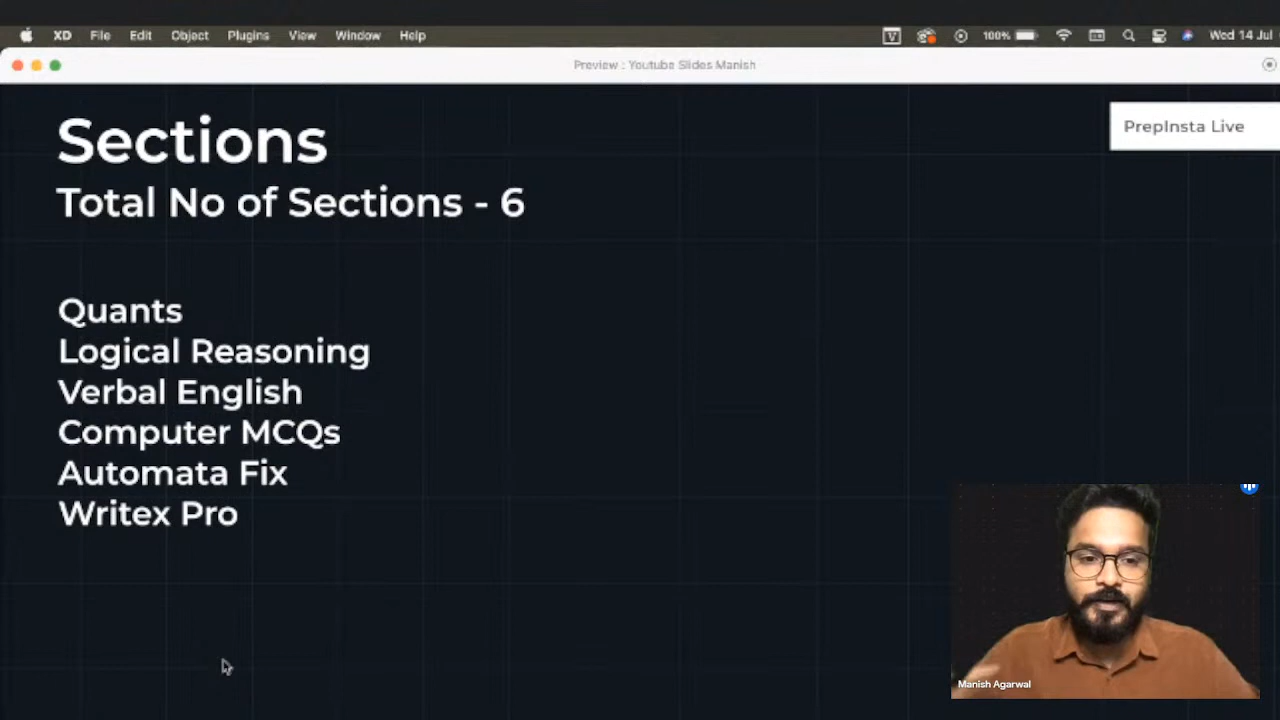 XD File Edit Object Plugins View Window Help 100% Wed 14 Jul
Preview : Youtube Slides Manish
PrepInsta Live
Sections
Total No of Sections - 6
Quants
Logical Reasoning
Verbal English
Computer MCQs
Automata Fix
Writex Pro
Manish Agarwal